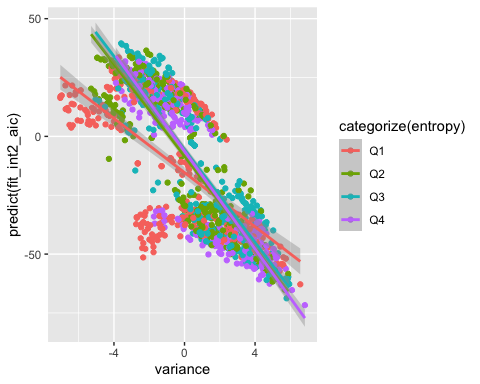 50
0
-50
predict(fit_int2_aic)
-4
0
4
variance
categorize(entropy)
Q1
Q2
Q3
Q4